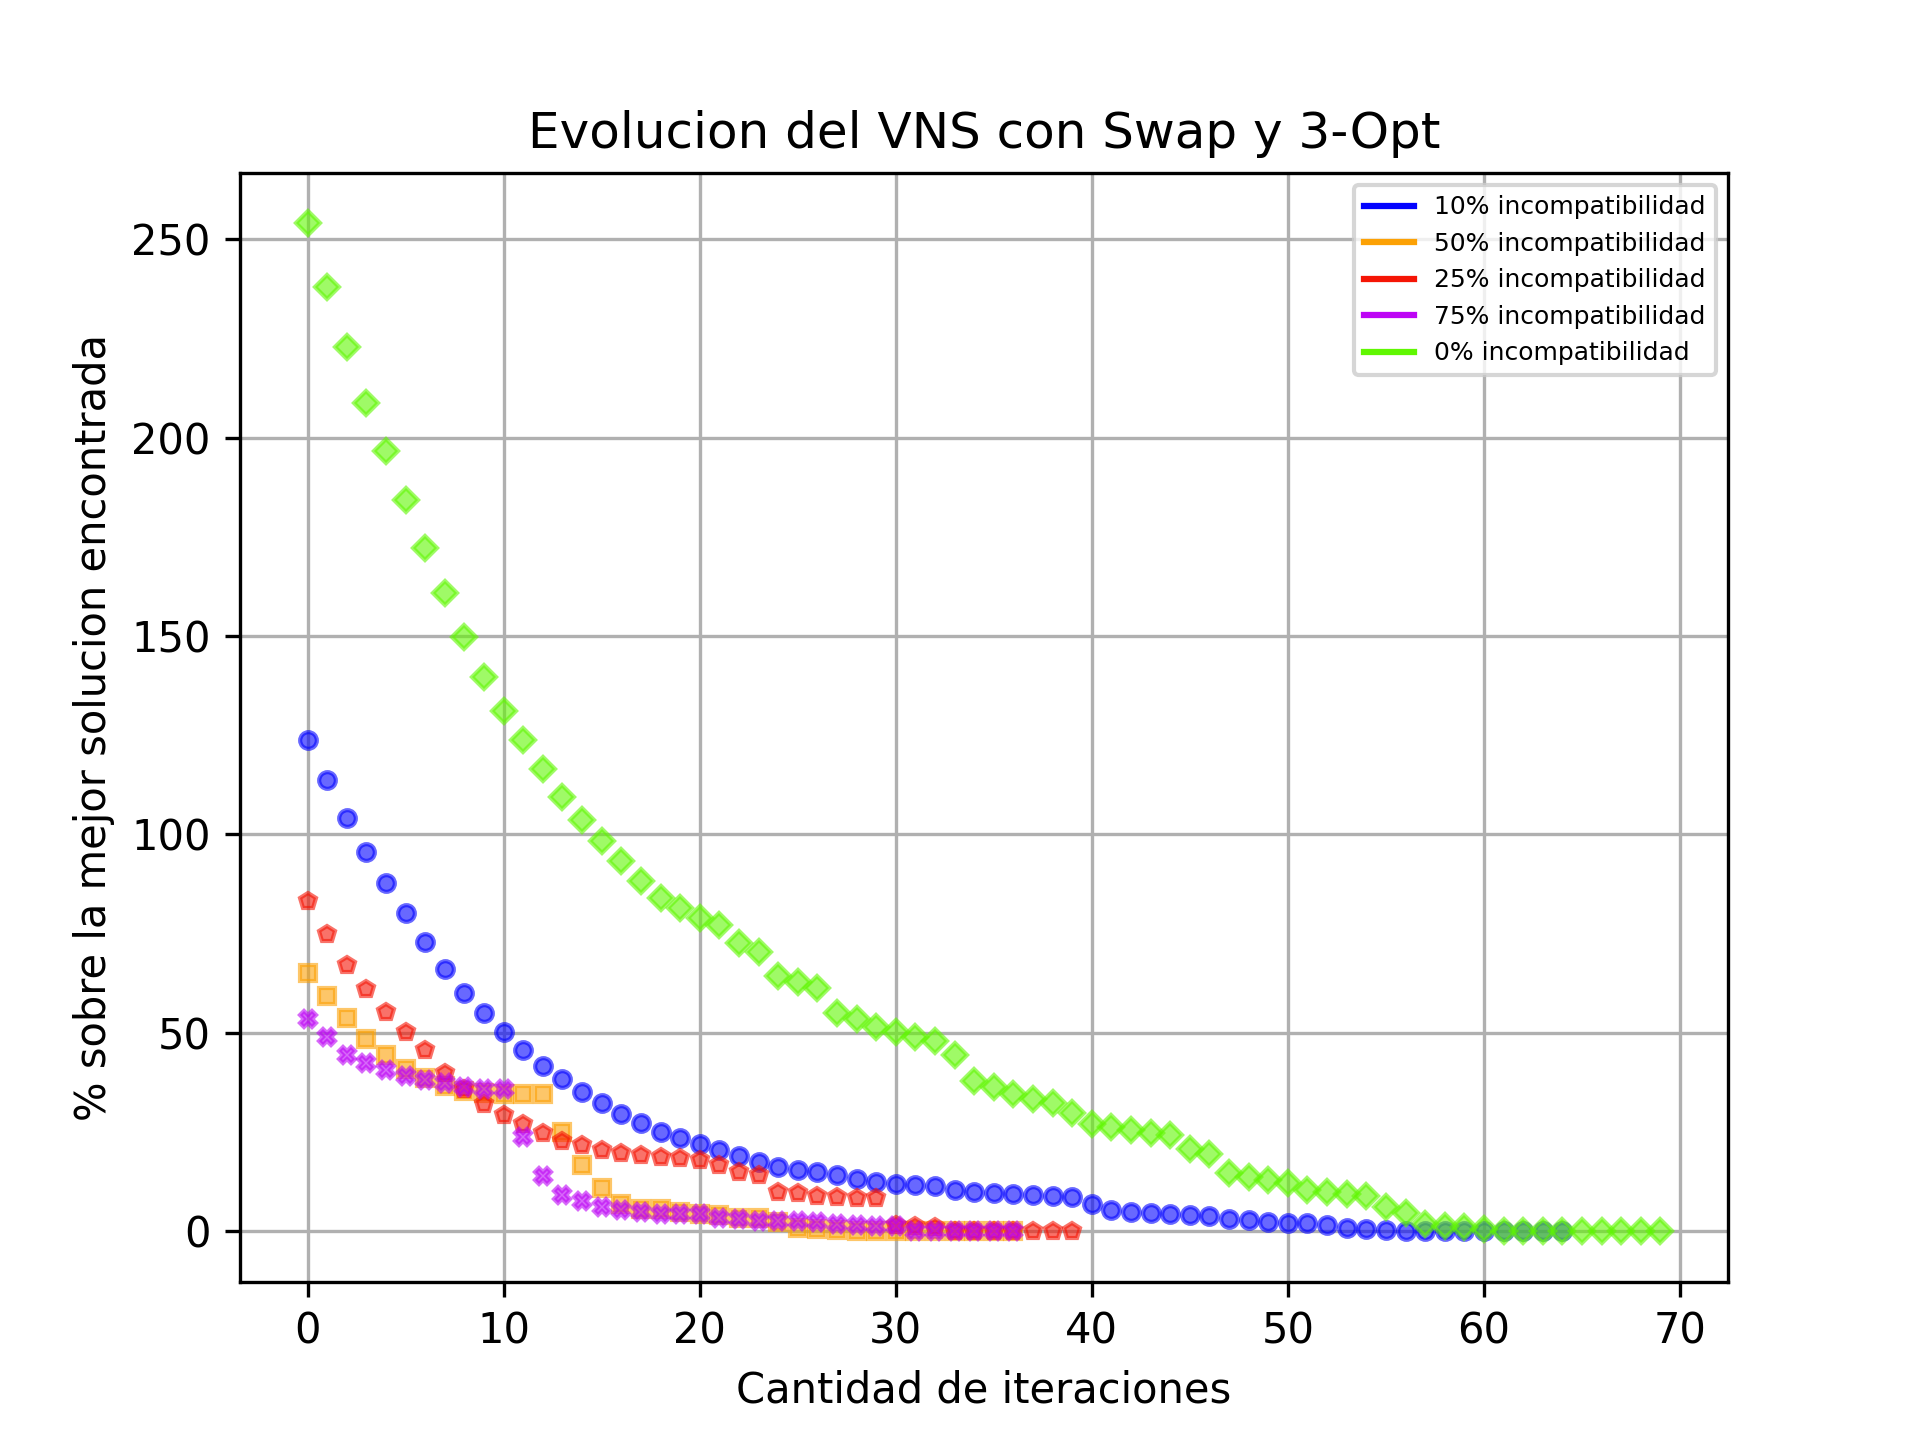 Evolucion del VNS con Swap y 3-Opt
10% incompatibilidad
50% incompatibilidad
25% incompatibilidad
75% incompatibilidad
0% incompatibilidad
% sobre la mejor solucion encontrada
250
200
150
100
50
0
0 10 20 30 40 50 60 70
Cantidad de iteraciones